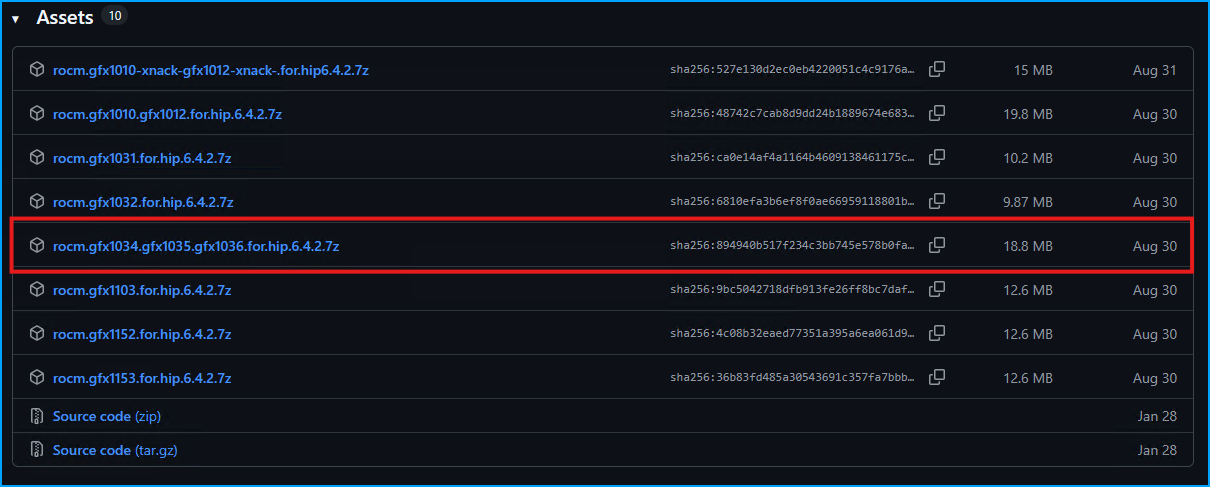 ▼ Assets 10
rocm.gfx1010-xnack-gfx1012-xnack-.for.hip6.4.2.7z sha256:527e130d2ec0eb4220051c4c9176a… 15 MB Aug 31
rocm.gfx1010.gfx1012.for.hip.6.4.2.7z sha256:48742c7cab8d9dd24b1889674e683… 19.8 MB Aug 30
rocm.gfx1031.for.hip.6.4.2.7z sha256:ca0e14af4a1164b4609138461175c… 10.2 MB Aug 30
rocm.gfx1032.for.hip.6.4.2.7z sha256:6810efa3b6ef8f0ae66959118801b… 9.87 MB Aug 30
rocm.gfx1034.gfx1035.gfx1036.for.hip.6.4.2.7z sha256:894940b517f234c3bb745e578b0fa… 18.8 MB Aug 30
rocm.gfx1103.for.hip.6.4.2.7z sha256:9bc5042718dfb913fe26ff8bc7daf… 12.6 MB Aug 30
rocm.gfx1152.for.hip.6.4.2.7z sha256:4c08b32eaed77351a395a6ea061d9… 12.6 MB Aug 30
rocm.gfx1153.for.hip.6.4.2.7z sha256:36b83fd485a30543691c357fa7bbb… 12.6 MB Aug 30
Source code (zip) Jan 28
Source code (tar.gz) Jan 28